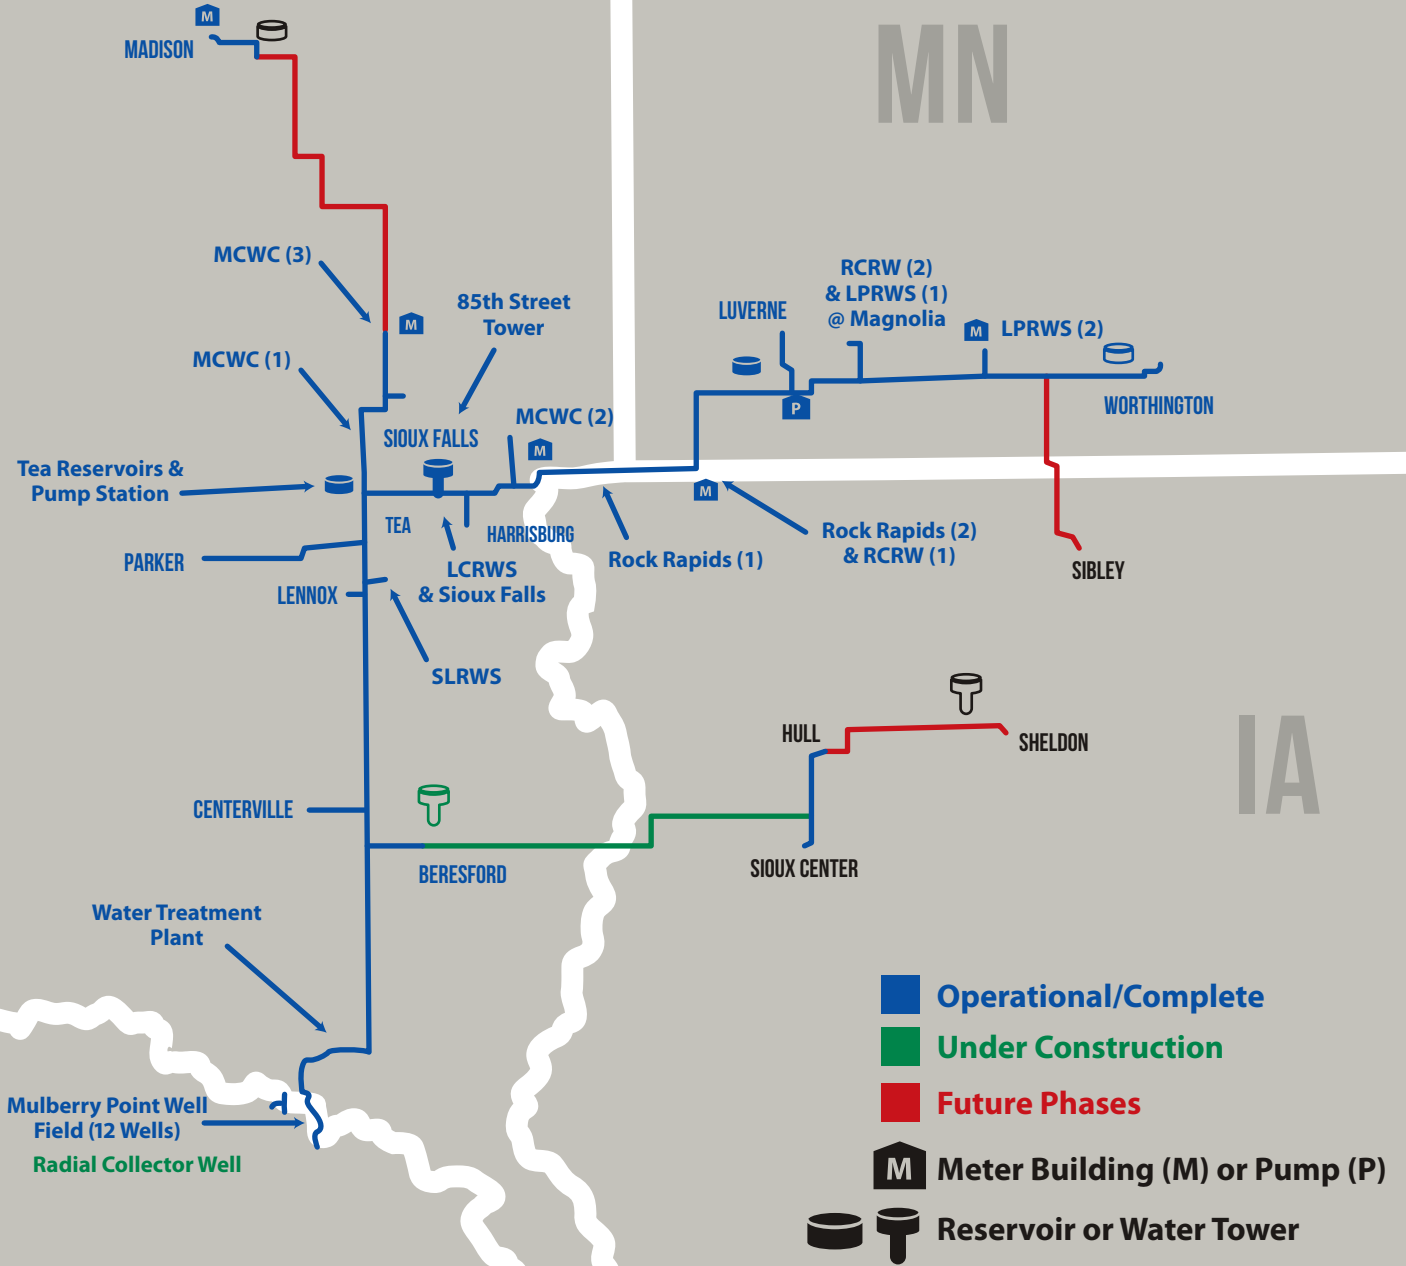 M
MADISON
MN
MCWC (3)
M
85th Street
Tower
MCWC (1)
SIOUX FALLS
MCWC (2)
M
LUVERNE
RCRW (2)
& LPRWS (1)
@ Magnolia
M
LPRWS (2)
P
WORTHINGTON
Tea Reservoirs &
Pump Station
TEA
HARRISBURG
M
Rock Rapids (1)
Rock Rapids (2)
& RCRW (1)
SIBLEY
PARKER
LENNOX
LCRWS
& Sioux Falls
SLRWS
HULL
SHELDON
IA
CENTERVILLE
BERESFORD
SIOUX CENTER
Water Treatment
Plant
Mulberry Point Well
Field (12 Wells)
Radial Collector Well
Operational/Complete
Under Construction
Future Phases
M Meter Building (M) or Pump (P)
Reservoir or Water Tower